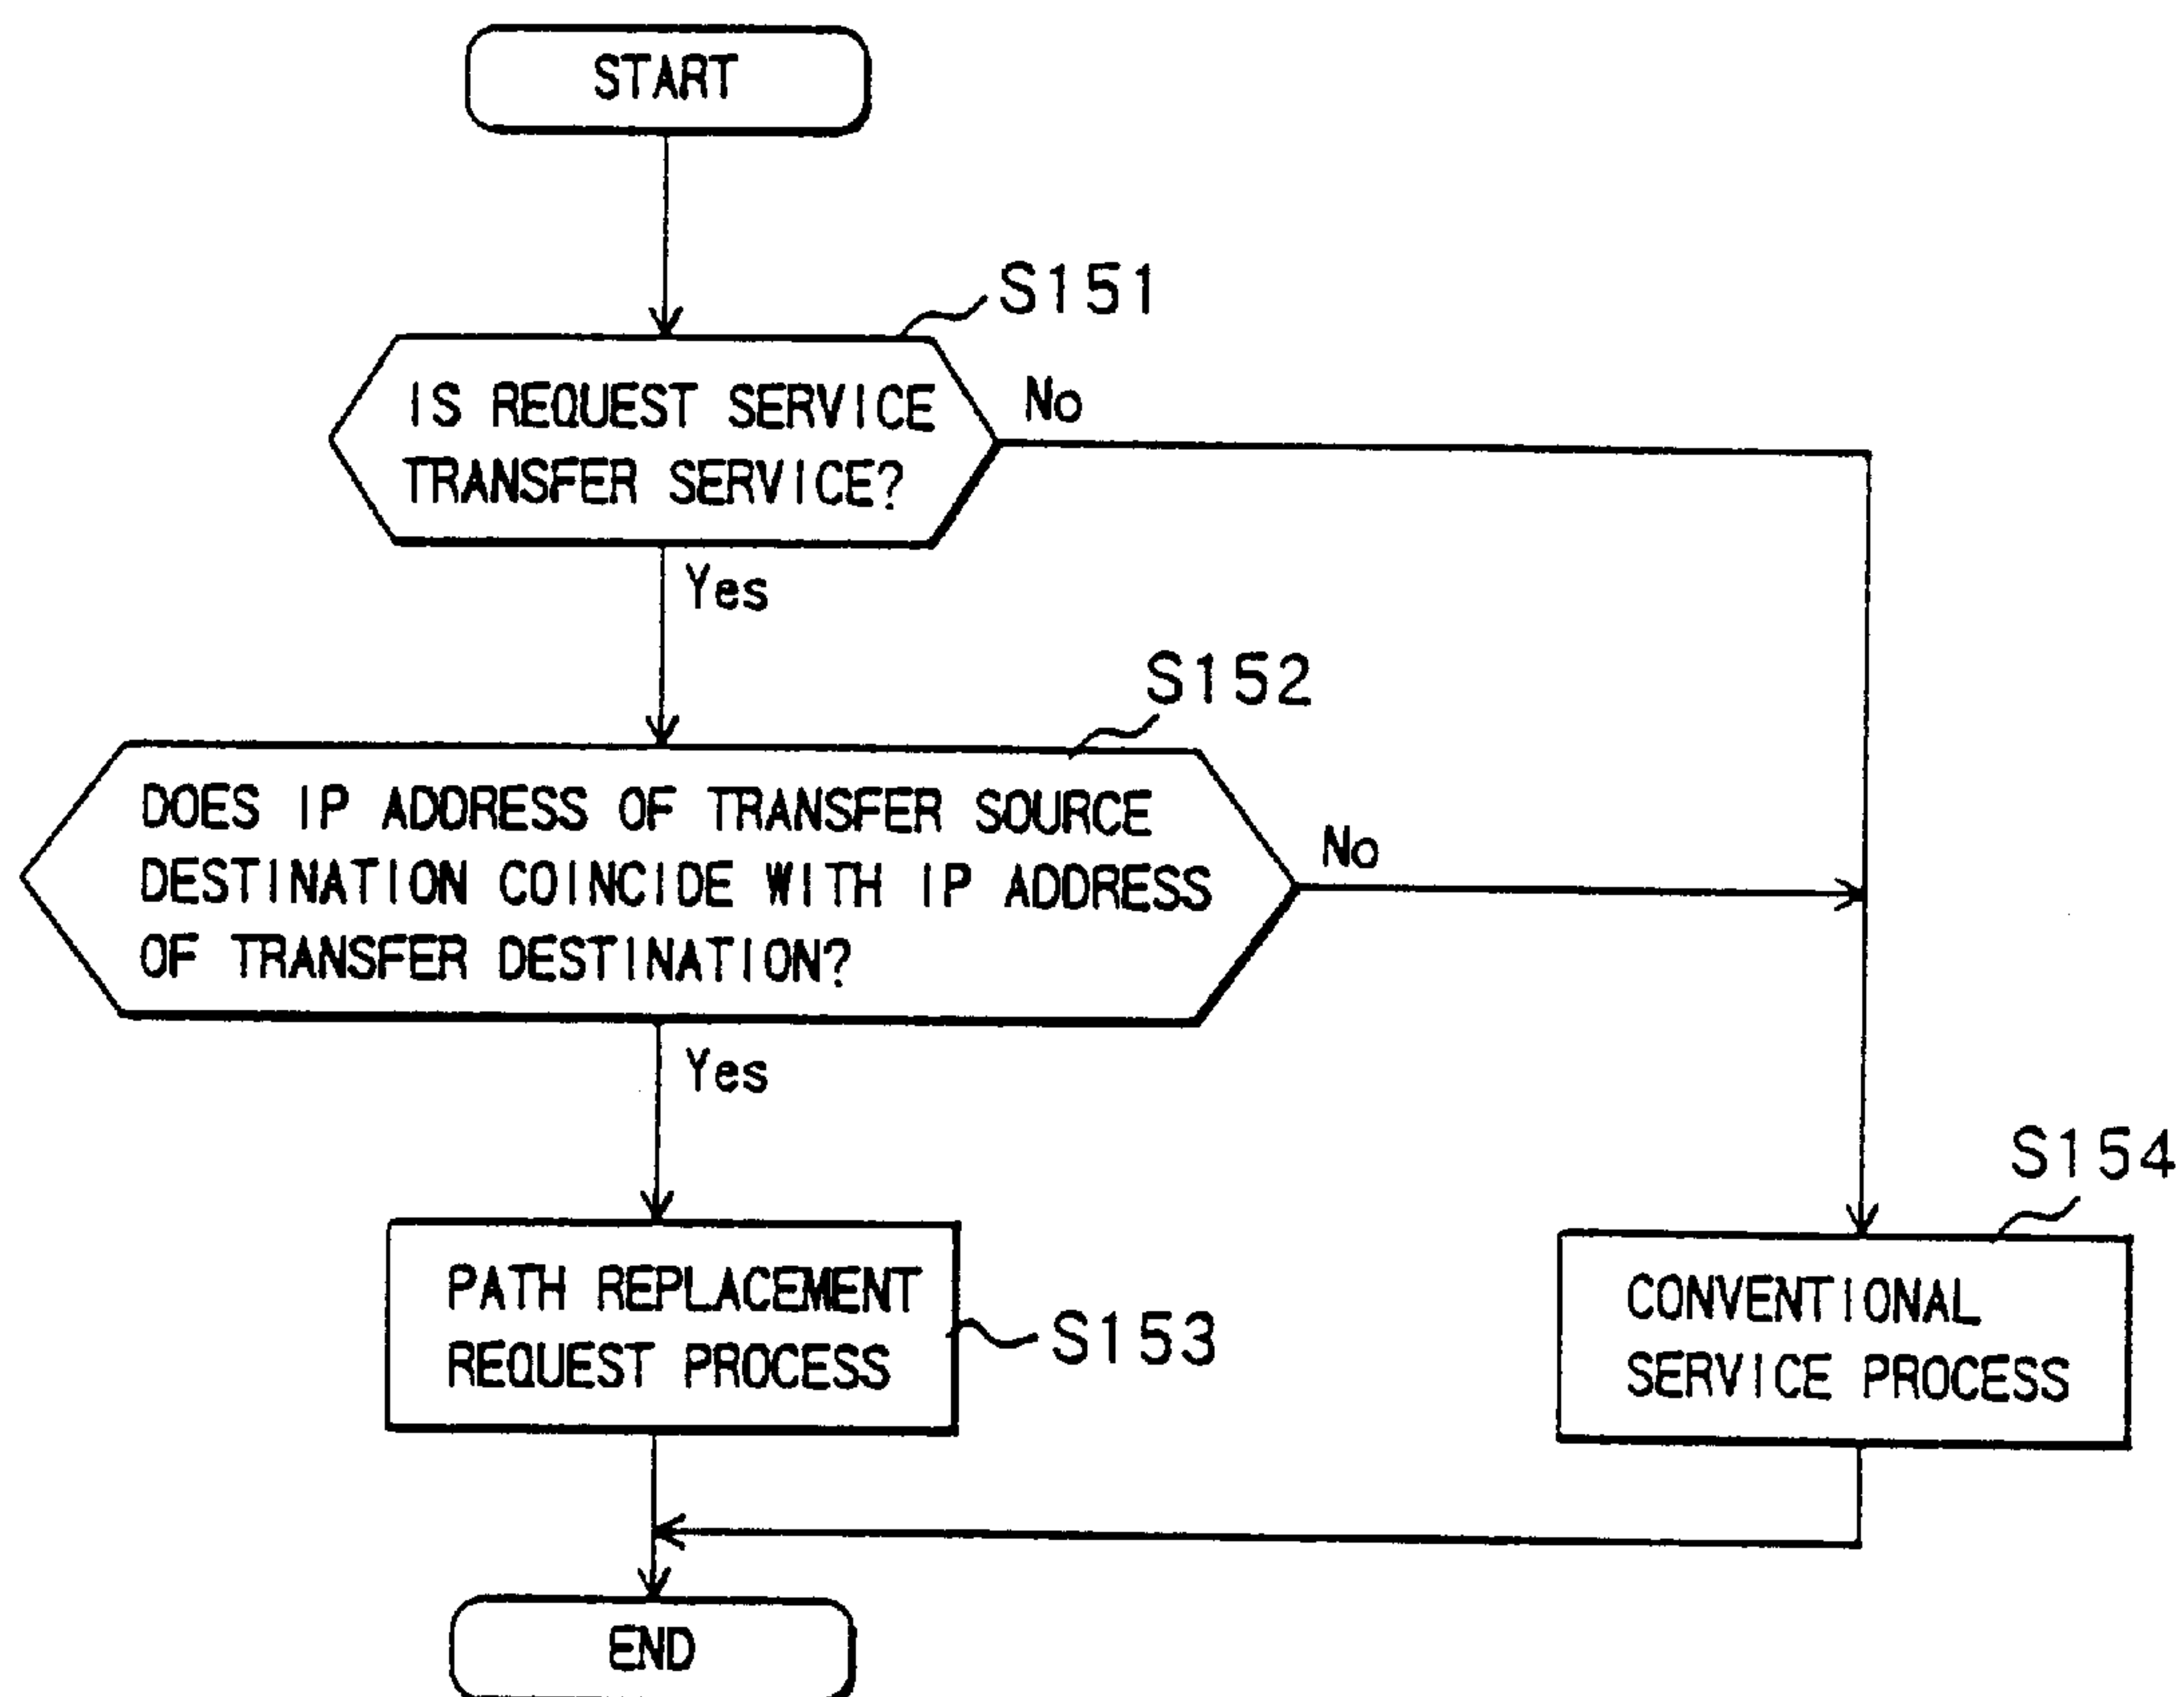 START
S151
IS REQUEST SERVICE
TRANSFER SERVICE?
No
Yes
S152
DOES IP ADDRESS OF TRANSFER SOURCE
DESTINATION COINCIDE WITH IP ADDRESS
OF TRANSFER DESTINATION?
No
Yes
S154
PATH REPLACEMENT
REQUEST PROCESS
S153
CONVENTIONAL
SERVICE PROCESS
END